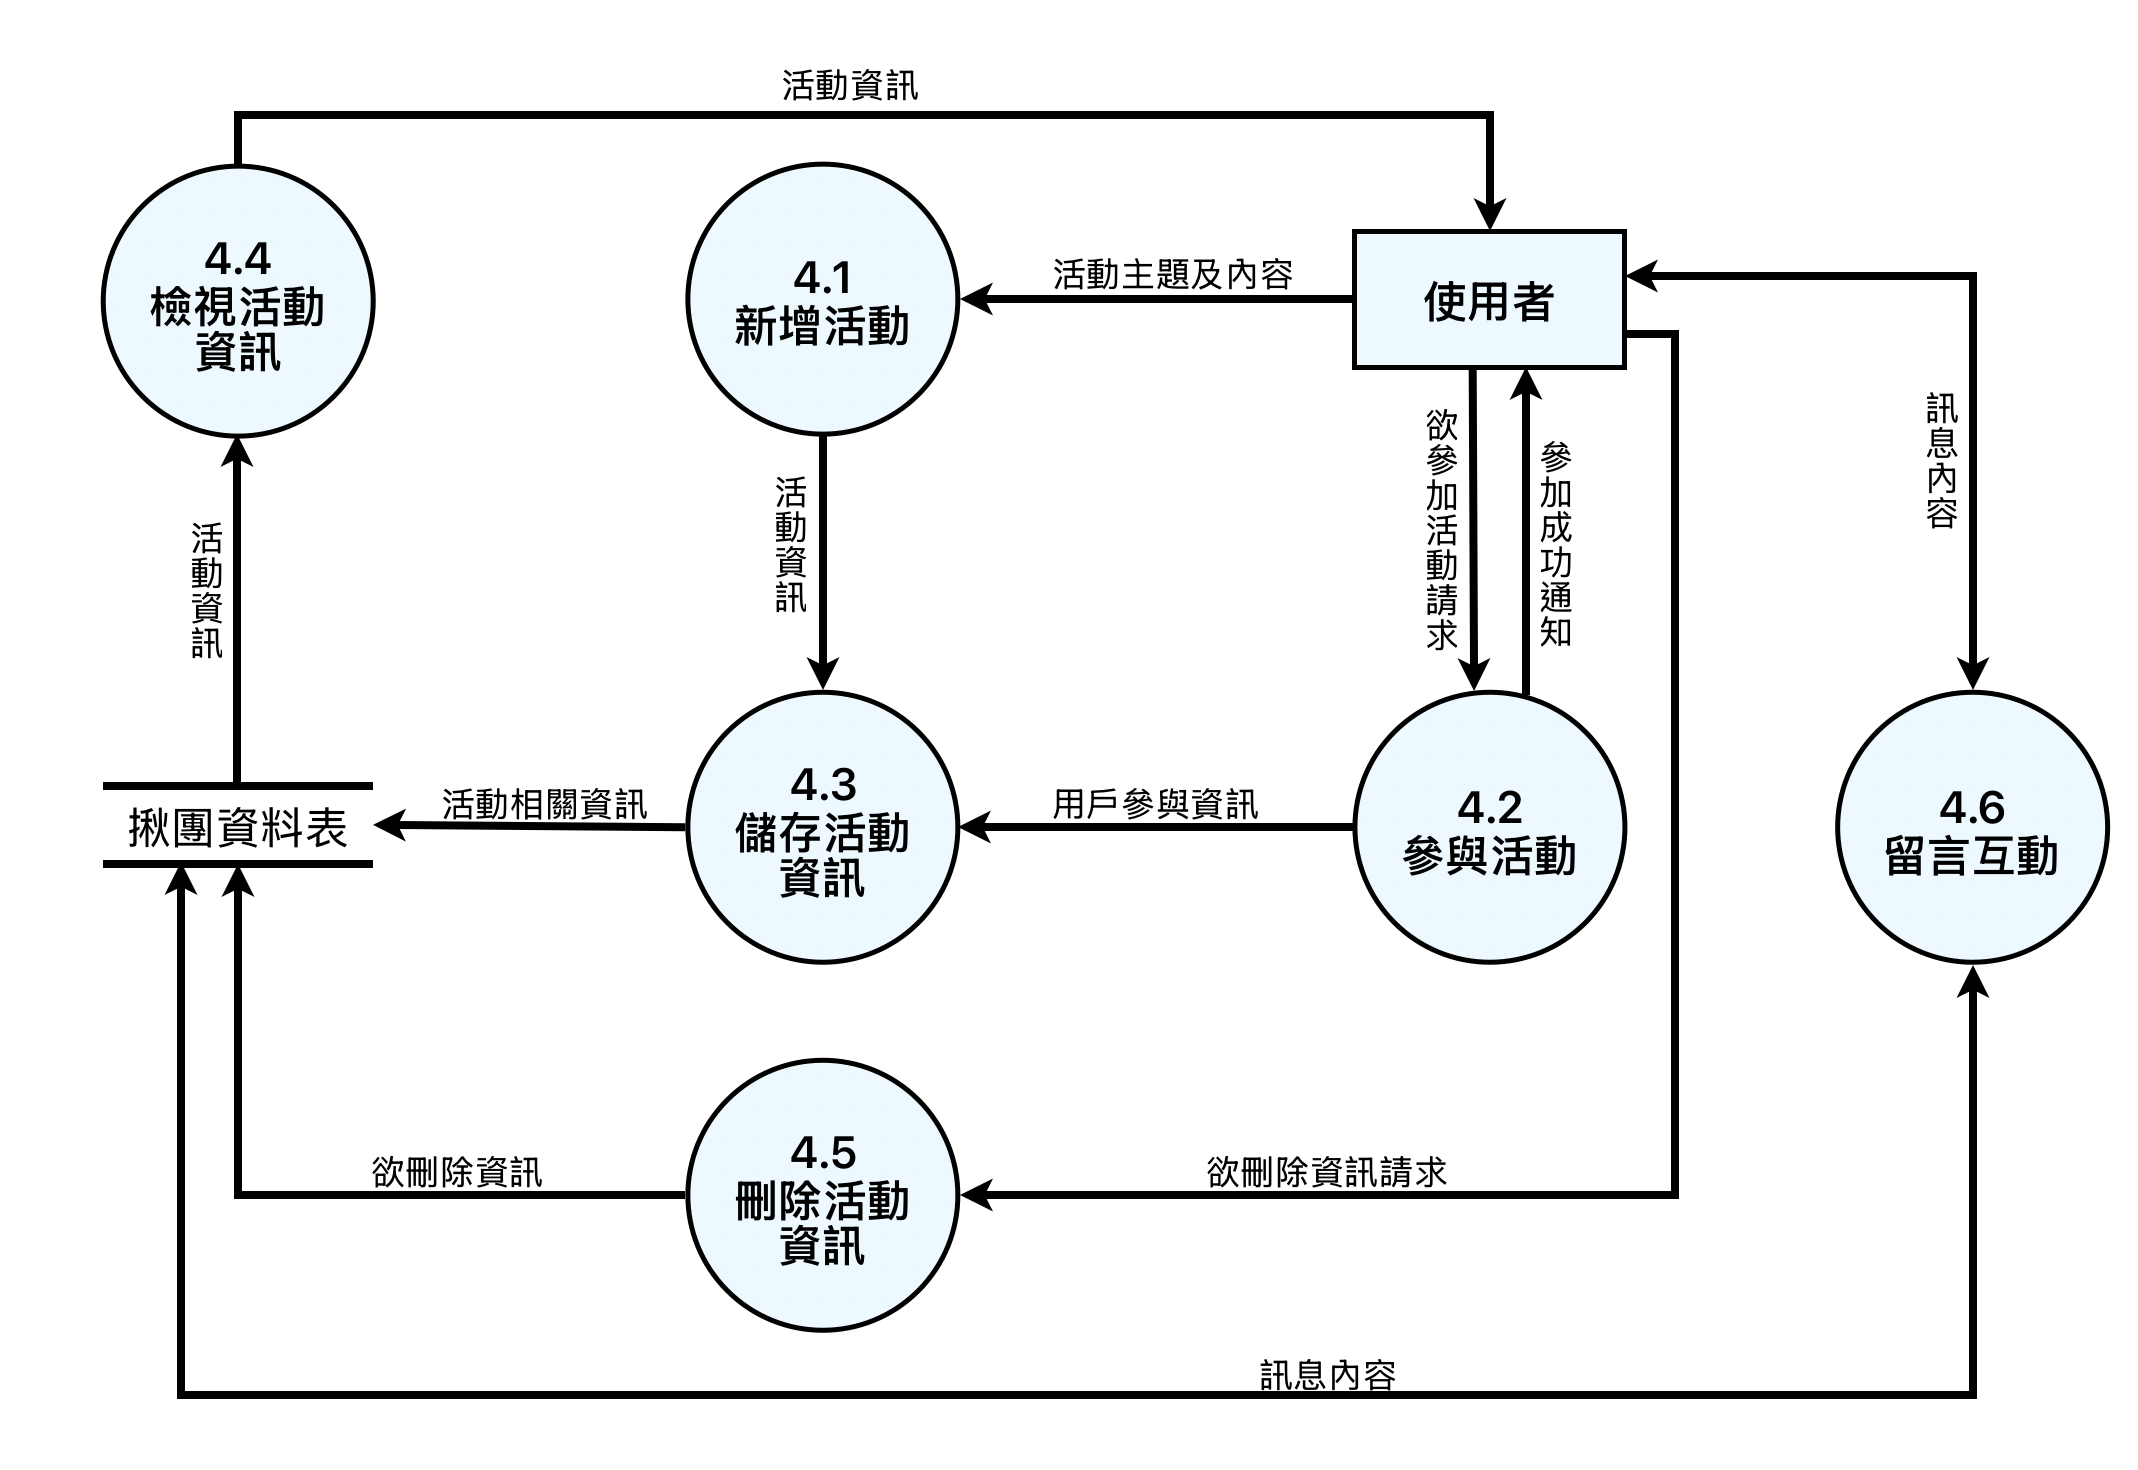 活動資訊
4.4
檢視活動
資訊
4.1
新增活動
活動主題及內容
使用者
活動資訊
活動資訊
欲參加活動請求
參加成功通知
訊息內容
揪團資料表
活動相關資訊
4.3
儲存活動
資訊
用戶參與資訊
4.2
參與活動
4.6
留言互動
欲刪除資訊
4.5
刪除活動
資訊
欲刪除資訊請求
訊息內容